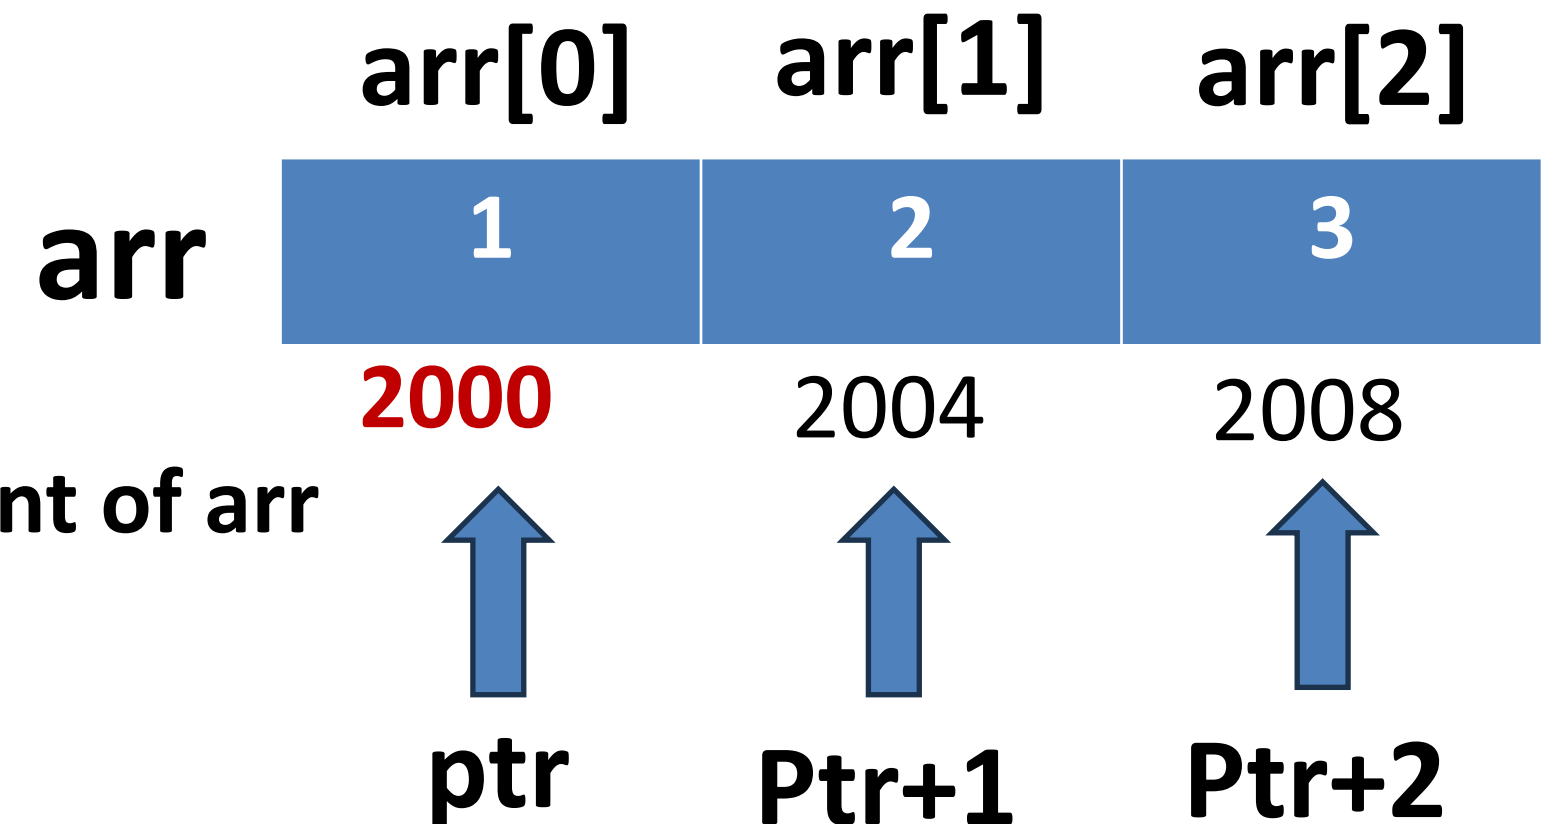 arr[0] arr[1] arr[2]
arr 1 2 3
2000 2004 2008
nt of arr
ptr Ptr+1 Ptr+2